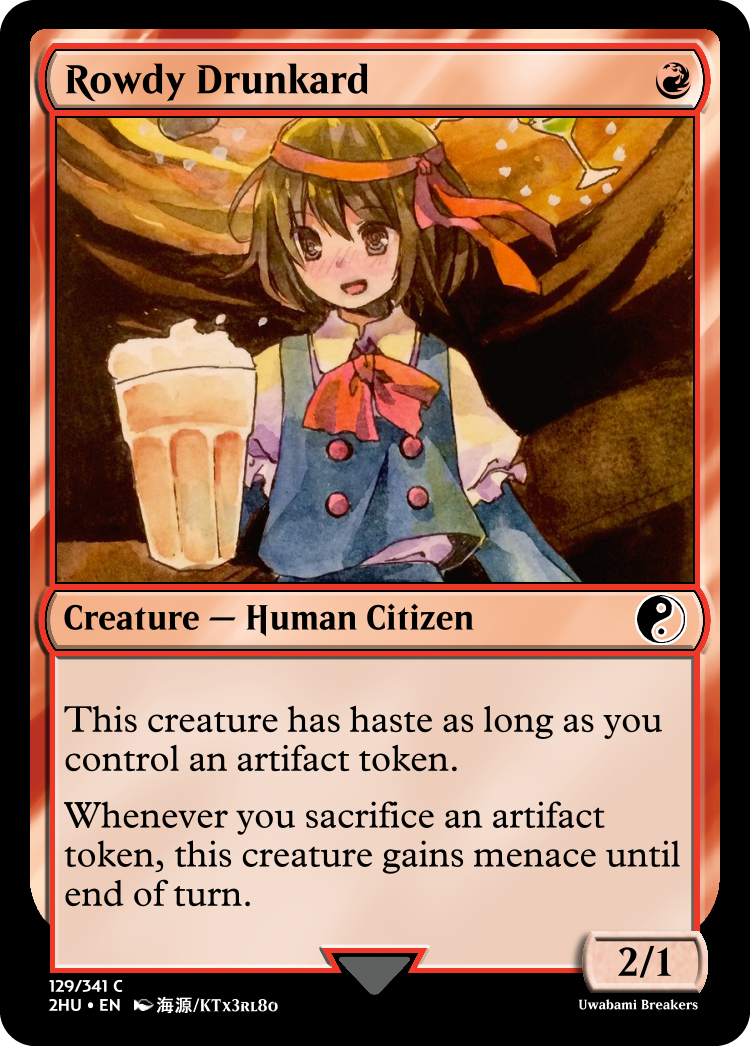 Rowdy Drunkard
Creature — Human Citizen
This creature has haste as long as you
control an artifact token.
Whenever you sacrifice an artifact
token, this creature gains menace until
end of turn.
2/1
129/341 C
2HU • EN 海源/KTx3RL8o
Uwabami Breakers